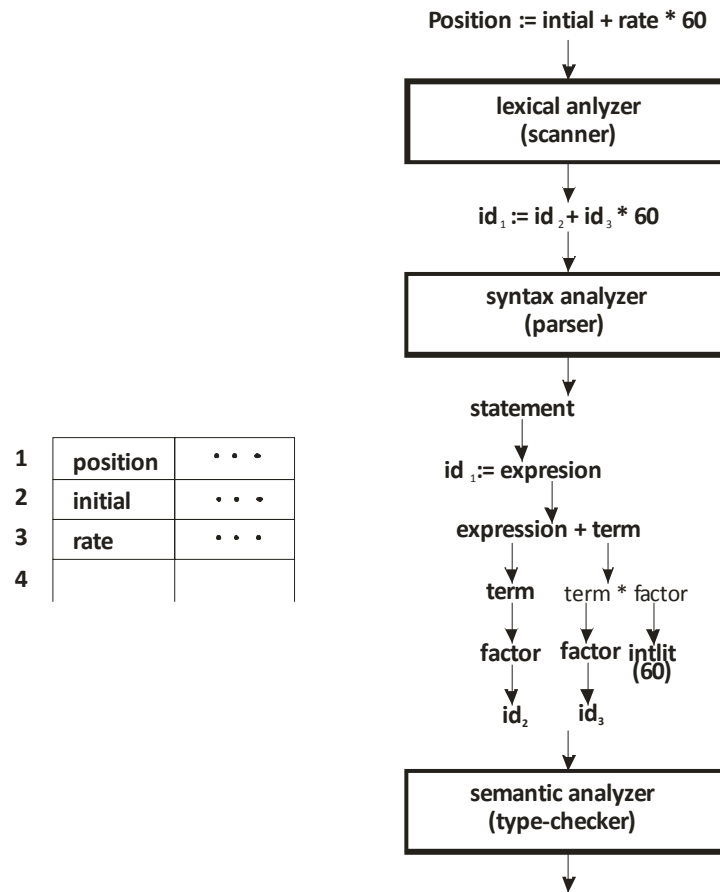 Position := intial + rate * 60
lexical anlyzer
(scanner)
id₁ := id₂ + id₃ * 60
syntax analyzer
(parser)
statement
id₁ := expresion
expression + term
term term * factor
factor factor intlit
(60)
id₂ id₃
semantic analyzer
(type-checker)
1 position . . .
2 initial . . .
3 rate . . .
4